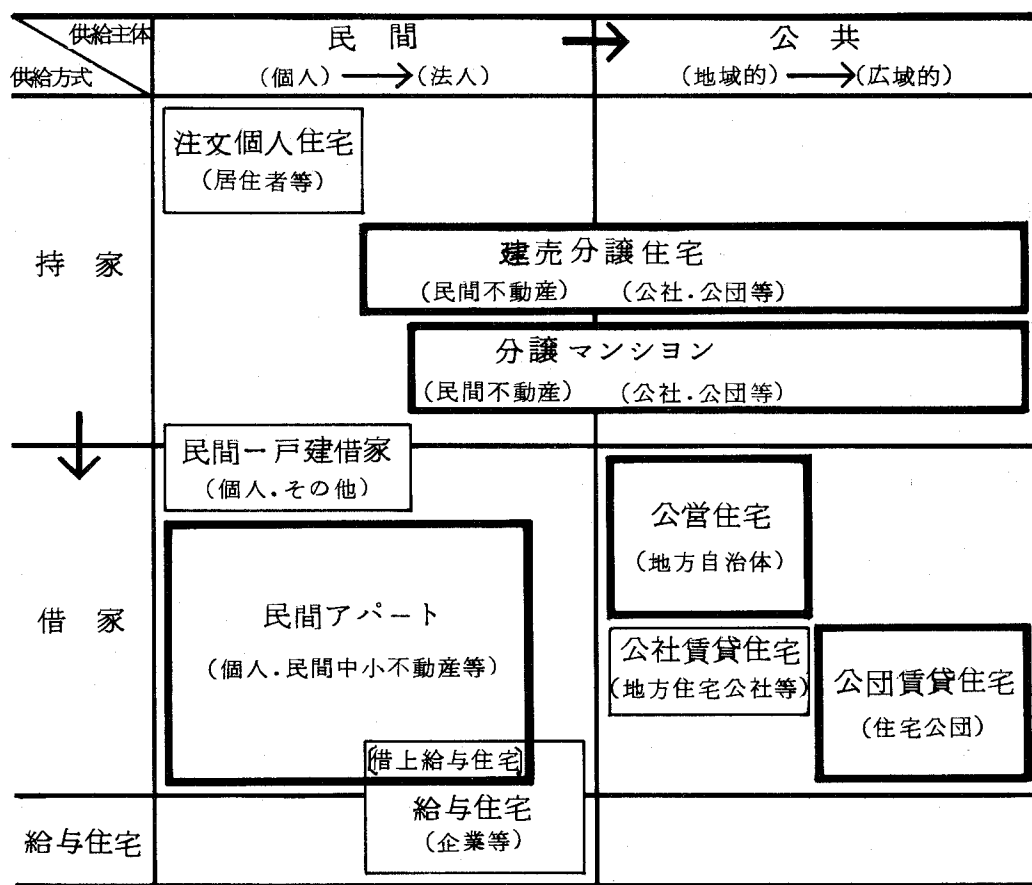 供給主体
供給方式
民間 → 公共
(個人) → (法人)
(地域的) → (広域的)
注文個人住宅
(居住者等)
持家
建売分譲住宅
(民間不動産) (公社.公団等)
分譲マンシヨン
(民間不動産) (公社.公団等)
民間一戸建借家
(個人.その他)
公営住宅
(地方自治体)
借家
民間アパート
(個人.民間中小不動産等)
公社賃貸住宅
(地方住宅公社等)
公団賃貸住宅
(住宅公団)
〔借上給与住宅〕
給与住宅
(企業等)
給与住宅